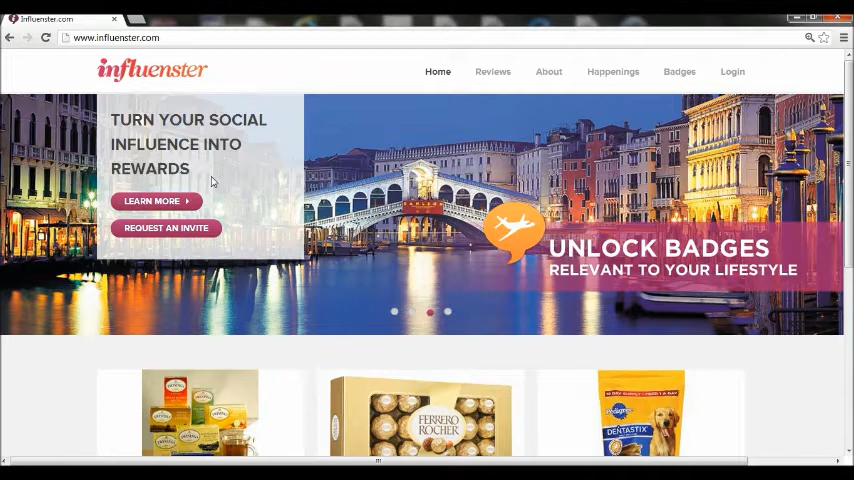 Influenster.com
www.influenster.com
influenster
Home Reviews About Happenings Badges Login
TURN YOUR SOCIAL
INFLUENCE INTO
REWARDS
LEARN MORE
REQUEST AN INVITE
UNLOCK BADGES
RELEVANT TO YOUR LIFESTYLE
TWININGS
FERRERO
ROCHER
Pedigree
DENTASTIX